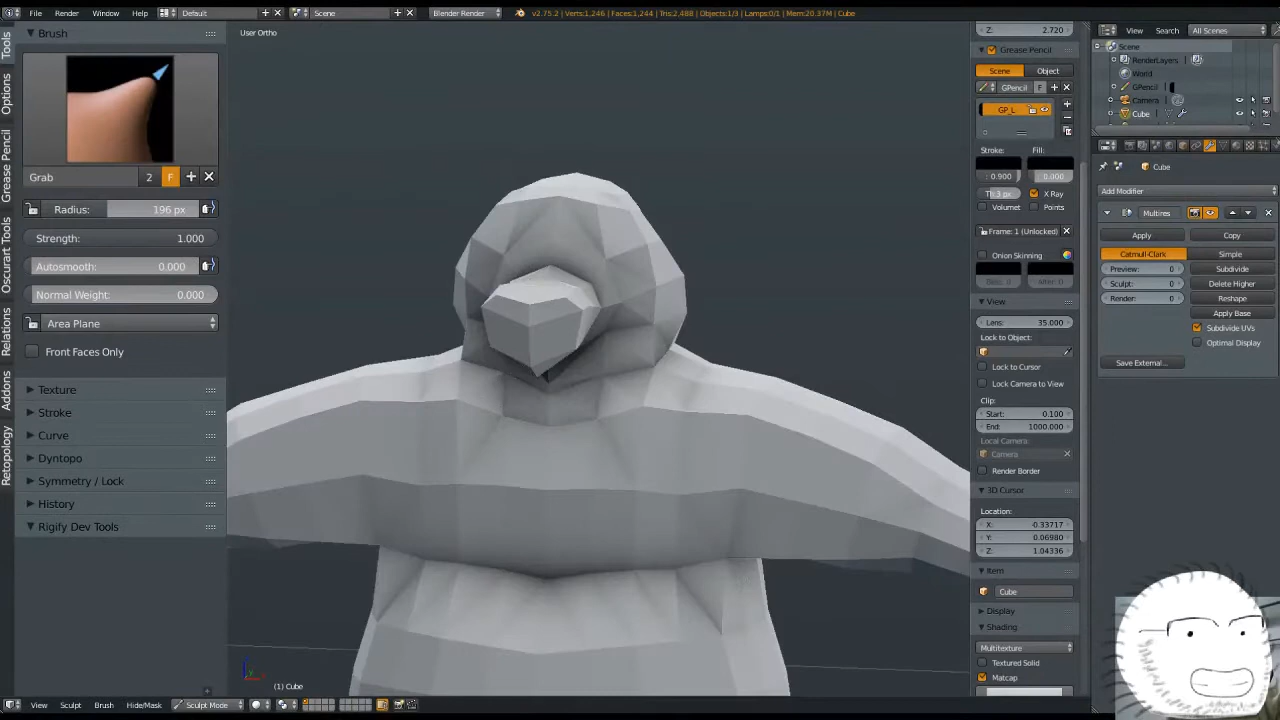 File
Render
Window
Help
Default
Scene
Blender Render
v2.75.2 | Verts:1,246 | Faces:1,244 | Tris:2,488 | Objects:1/3 | Lamps:0/1 | Mem:20.37M | Cube
Tools
Options
Grease Pencil
Oscurart Tools
Relations
Addons
Retopology
Brush
Grab
2
F
Radius: 196 px
Strength: 1.000
Autosmooth: 0.000
Normal Weight: 0.000
Area Plane
Front Faces Only
Texture
Stroke
Curve
Dyntopo
Symmetry / Lock
History
Rigify Dev Tools
User Ortho
(1) Cube
Z: 2.720
Grease Pencil
Scene
Object
GPencil
F
GP_L
Stroke:
Fill:
0.900
0.000
3 px
X Ray
Volumet
Points
Frame: 1 (Unlocked)
Onion Skinning
View
Lens: 35.000
Lock to Object:
Lock to Cursor
Lock Camera to View
Clip:
Start: 0.100
End: 1000.000
Local Camera:
Camera
Render Border
3D Cursor
Location:
X: -0.33717
Y: 0.06980
Z: 1.04336
Item
Cube
Display
Shading
Multitexture
Textured Solid
Matcap
View
Search
All Scenes
Scene
RenderLayers
World
GPencil
Camera
Cube
Cube
Add Modifier
Multires
Apply
Copy
Catmull-Clark
Simple
Preview: 0
Subdivide
Sculpt: 0
Delete Higher
Render: 0
Reshape
Apply Base
Subdivide UVs
Optimal Display
Save External...
View
Sculpt
Brush
Hide/Mask
Sculpt Mode